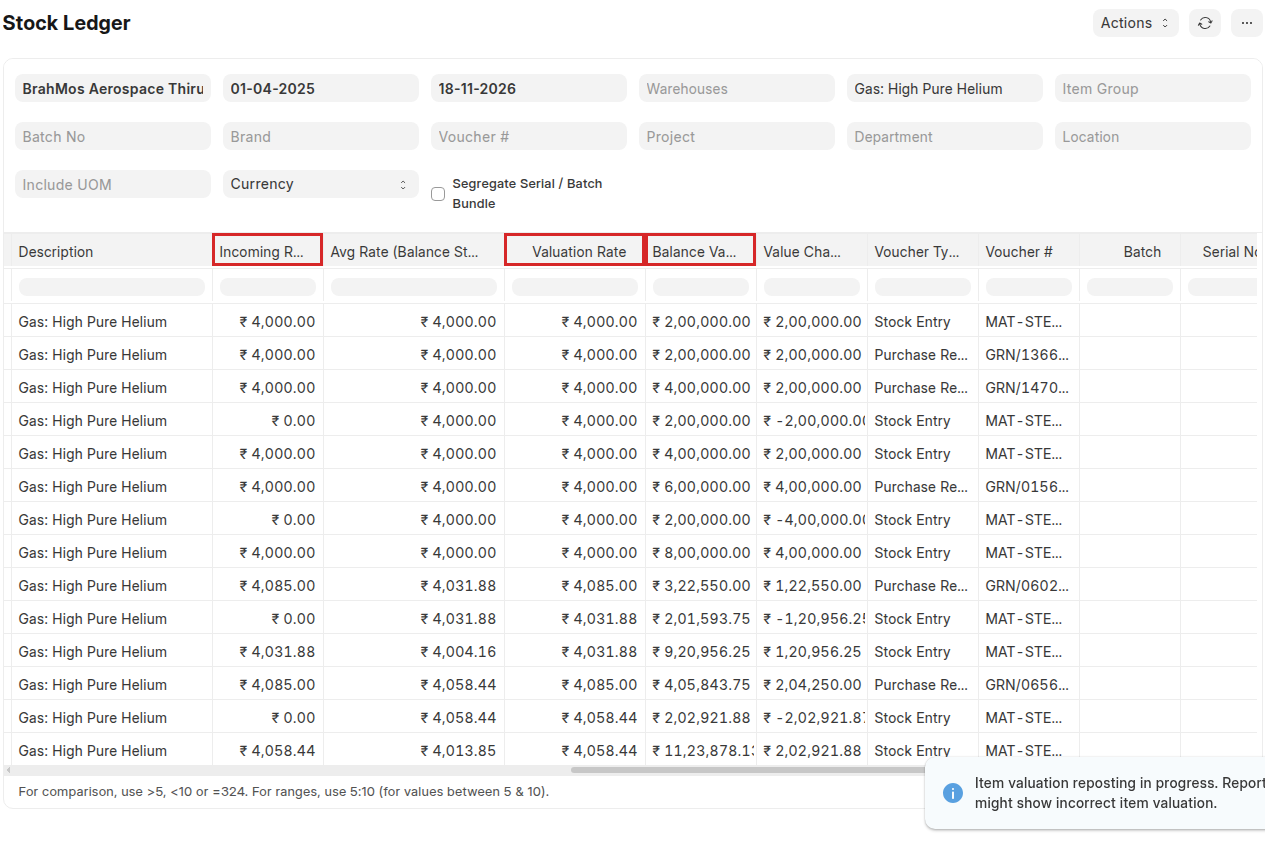 Stock Ledger
Actions
BrahMos Aerospace Thiru 01-04-2025 18-11-2026 Warehouses Gas: High Pure Helium Item Group
Batch No Brand Voucher # Project Department Location
Include UOM Currency Segregate Serial / Batch
Bundle
Description Incoming R... Avg Rate (Balance St... Valuation Rate Balance Va... Value Cha... Voucher Ty... Voucher # Batch Serial No
Gas: High Pure Helium ₹ 4,000.00 ₹ 4,000.00 ₹ 4,000.00 ₹ 2,00,000.00 ₹ 2,00,000.00 Stock Entry MAT-STE...
Gas: High Pure Helium ₹ 4,000.00 ₹ 4,000.00 ₹ 4,000.00 ₹ 2,00,000.00 ₹ 2,00,000.00 Purchase Re... GRN/1366...
Gas: High Pure Helium ₹ 4,000.00 ₹ 4,000.00 ₹ 4,000.00 ₹ 4,00,000.00 ₹ 2,00,000.00 Purchase Re... GRN/1470...
Gas: High Pure Helium ₹ 0.00 ₹ 4,000.00 ₹ 4,000.00 ₹ 2,00,000.00 ₹ -2,00,000.00 Stock Entry MAT-STE...
Gas: High Pure Helium ₹ 4,000.00 ₹ 4,000.00 ₹ 4,000.00 ₹ 4,00,000.00 ₹ 2,00,000.00 Stock Entry MAT-STE...
Gas: High Pure Helium ₹ 4,000.00 ₹ 4,000.00 ₹ 4,000.00 ₹ 6,00,000.00 ₹ 4,00,000.00 Purchase Re... GRN/0156...
Gas: High Pure Helium ₹ 0.00 ₹ 4,000.00 ₹ 4,000.00 ₹ 2,00,000.00 ₹ -4,00,000.00 Stock Entry MAT-STE...
Gas: High Pure Helium ₹ 4,000.00 ₹ 4,000.00 ₹ 4,000.00 ₹ 8,00,000.00 ₹ 4,00,000.00 Stock Entry MAT-STE...
Gas: High Pure Helium ₹ 4,085.00 ₹ 4,031.88 ₹ 4,085.00 ₹ 3,22,550.00 ₹ 1,22,550.00 Purchase Re... GRN/0602...
Gas: High Pure Helium ₹ 0.00 ₹ 4,031.88 ₹ 4,031.88 ₹ 2,01,593.75 ₹ -1,20,956.25 Stock Entry MAT-STE...
Gas: High Pure Helium ₹ 4,031.88 ₹ 4,004.16 ₹ 4,031.88 ₹ 9,20,956.25 ₹ 1,20,956.25 Stock Entry MAT-STE...
Gas: High Pure Helium ₹ 4,085.00 ₹ 4,058.44 ₹ 4,085.00 ₹ 4,05,843.75 ₹ 2,04,250.00 Purchase Re... GRN/0656...
Gas: High Pure Helium ₹ 0.00 ₹ 4,058.44 ₹ 4,058.44 ₹ 2,02,921.88 ₹ -2,02,921.87 Stock Entry MAT-STE...
Gas: High Pure Helium ₹ 4,058.44 ₹ 4,013.85 ₹ 4,058.44 ₹ 11,23,878.13 ₹ 2,02,921.88 Stock Entry MAT-STE...
For comparison, use >5, <10 or =324. For ranges, use 5:10 (for values between 5 & 10).
Item valuation reposting in progress. Report
might show incorrect item valuation.